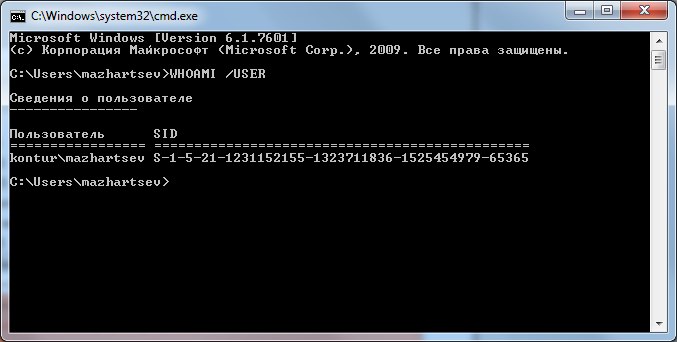 C:\Windows\system32\cmd.exe
Microsoft Windows [Version 6.1.7601]
(c) Корпорация Майкрософт (Microsoft Corp.), 2009. Все права защищены.
C:\Users\mazhartsev>WHOAMI /USER
Сведения о пользователе
----------------
Пользователь SID
================= ==============================================
kontur\mazhartsev S-1-5-21-1231152155-1323711836-1525454979-65365
C:\Users\mazhartsev>